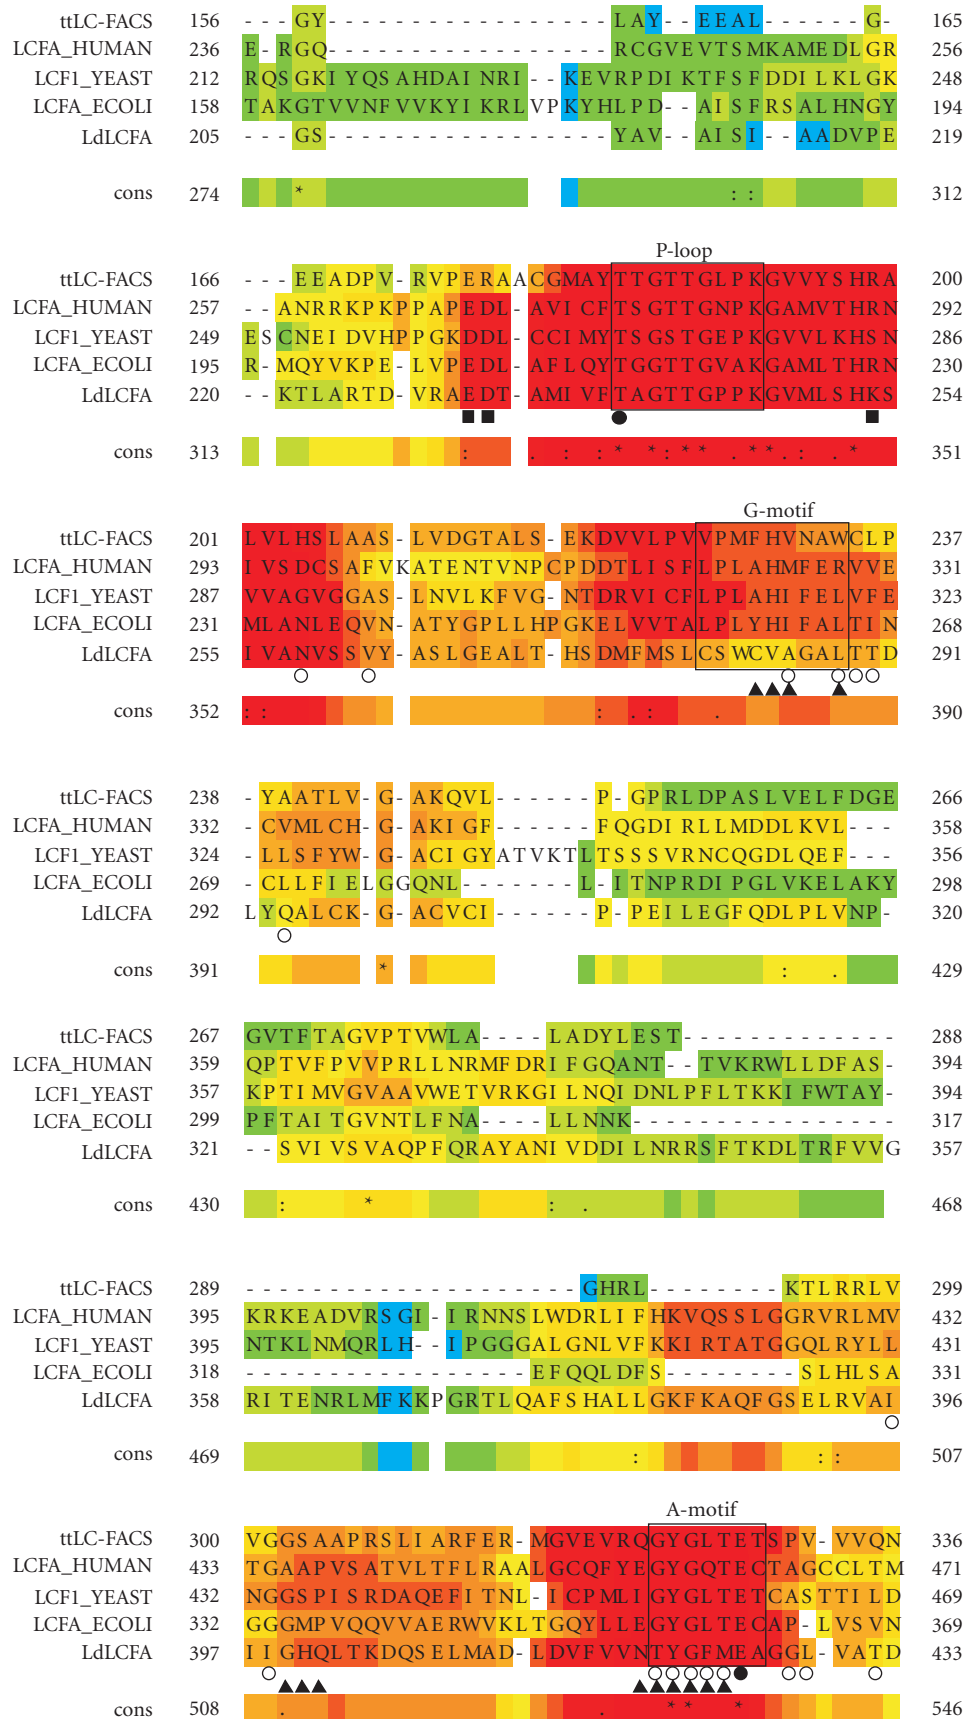 ttLC-FACS 156 - - - GY - - - - - - - - - - - - - - - - - LAY - - EEAL - - - - - - G - 165
LCFA_HUMAN 236 E - RGQ - - - - - - - - - - - - - - - - - RCGVEVTSMKAMEDLGR 256
LCF1_YEAST 212 RQSGKIYQSAHDAINRI - - KEVRPDIKTFSFDDILKLGK 248
LCFA_ECOLI 158 TAKGTVVNFVVKYIKRLVPKYHLPD - - AISFRSALHNGY 194
LdLCFA 205 - - - GS - - - - - - - - - - - - - - - - - YAV - - AISI - - AADVPE 219
cons 274 * : : 312
P-loop
ttLC-FACS 166 - - - EEADPV - RVPERAACGMAYTTGTTGLPKGVVYSHRA 200
LCFA_HUMAN 257 - - ANRRKPKPPAPEDL - AVICFTSGTTGNPKGAMVTHRN 292
LCF1_YEAST 249 ESCNEIDVHPPGKDDL - CCIMYTSGSTGEPKGVVLKHSN 286
LCFA_ECOLI 195 R - MQYVKPE - LVPEDL - AFLQYTGGTTGVAKGAMLTHRN 230
LdLCFA 220 - - KTLARTD - VRAEDT - AMIVFTAGTTGPPKGVMLSHKS 254
cons 313 : . : : * * : * * . * * . : * 351
G-motif
ttLC-FACS 201 LVLHSLAAS - LVDGTALS - EKDVVLPVVPMFHVNAWCLP 237
LCFA_HUMAN 293 IVSDCSAFVKATENTVNPCPDDTLISFLPLAHMFERVVE 331
LCF1_YEAST 287 VVAGVGGAS - LNVLKFVG - NTDRVICFLPLAHIFELVFE 323
LCFA_ECOLI 231 MLANLEQVN - ATYGPLLHPGKELVVTALPLYHIFALTIN 268
LdLCFA 255 IVANVSSVY - ASLGEALT - HSDMFMSLCSWCVAGALTTD 291
cons 352 : : : . : . 390
ttLC-FACS 238 - YAATLV - G - AKQVL - - - - - - P - GPRLDPASLVELFDGE 266
LCFA_HUMAN 332 - CVMLCH - G - AKIGF - - - - - - FQGDIRLLMDDLKVL - - - 358
LCF1_YEAST 324 - LLSFYW - G - ACIGYATVKTLTSSSVRNCQGDLQEF - - - 356
LCFA_ECOLI 269 - CLLFIELGGQNL - - - - - - - L - ITNPRDIPGLVKELAKY 298
LdLCFA 292 LYQALCK - G - ACVCI - - - - - P - PEILEGFQDLPLVNP - 320
cons 391 * : . 429
ttLC-FACS 267 GVTFTAGVPTVWLA - - - - LADYLEST - - - - - - - - - - - - - 288
LCFA_HUMAN 359 QPTVFPVVPRLLNRMFDRIFGQANT - - TVKRWLLDFAS - 394
LCF1_YEAST 357 KPTIMVGVAAVWETVRKGILNQIDNLPFLTKKIFWTAY - 394
LCFA_ECOLI 299 PFTAITGVNTLFNA - - - - LLNNK - - - - - - - - - - - - - - - - 317
LdLCFA 321 - - SVIVSVAQPFQRAYANIVDDILNRRSFTKDLTRFVVG 357
cons 430 : * : . 468
ttLC-FACS 289 - - - - - - - - - - - - - - - - - - - - GHRL - - - - - - - - KTLRRLV 299
LCFA_HUMAN 395 KRKEADVRSGI - IRNNSLWDRLIFHKVQSSLGGRVRLMV 432
LCF1_YEAST 395 NTKLNMQRLH - - IPGGGALGNLVFKKIRTATGGQLRYLL 431
LCFA_ECOLI 318 - - - - - - - - - - - - - - - - - EFQQLDFS - - - - - - - - SLHLSA 331
LdLCFA 358 RITENRLMFKKPGRTLQAFSHALLGKFKAQFGSELRVAI 396
cons 469 : : : 507
A-motif
ttLC-FACS 300 VGGSAAPRSLIARFER - MGVEVRQGYGLTETSPV - VVQN 336
LCFA_HUMAN 433 TGAAPVSATVLTFLRAALGCQFYEGYGQTECTAGCCLTM 471
LCF1_YEAST 432 NGGSPISRDAQEFITNL - ICPMLIGYGLTETCASTTILD 469
LCFA_ECOLI 332 GGGMPVQQVVAERWVKLTGQYLLEGYGLTECAP - LVSVN 369
LdLCFA 397 IIGHQLTKDQSELMAD - LDVFVVNTYGFMEAGGL - VATD 433
cons 508 . . * * * 546